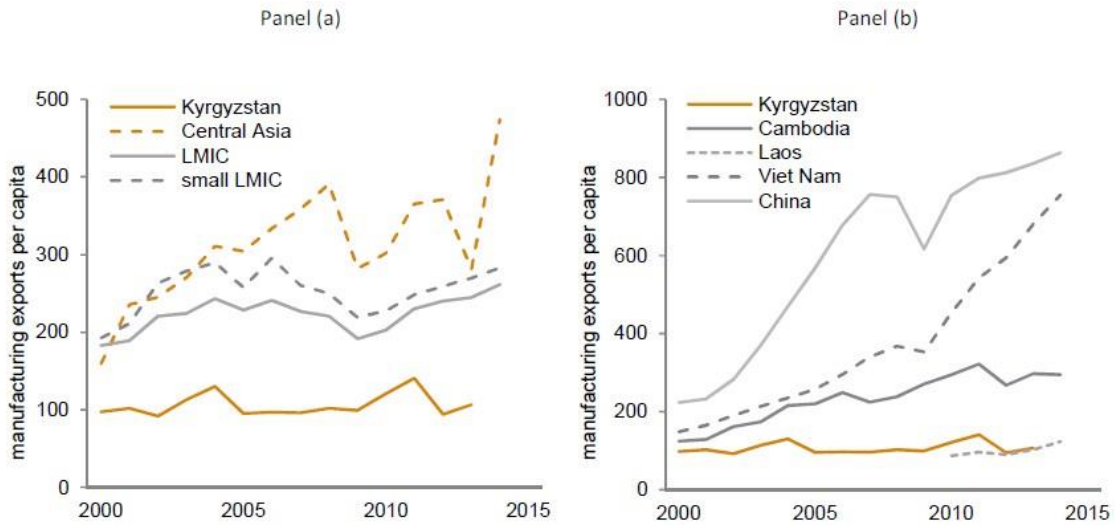 Panel (a)
Panel (b)
manufacturing exports per capita
500
400
300
200
100
0
Kyrgyzstan
Central Asia
LMIC
small LMIC
2000
2005
2010
2015
manufacturing exports per capita
1000
800
600
400
200
0
Kyrgyzstan
Cambodia
Laos
Viet Nam
China
2000
2005
2010
2015